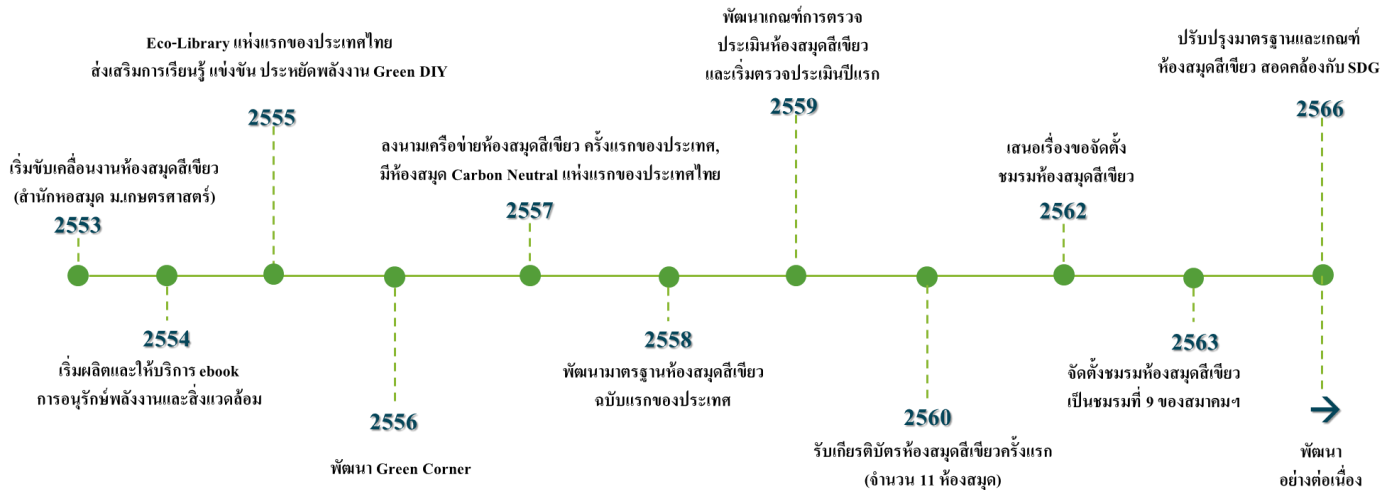 เริ่มขับเคลื่อนงานห้องสมุดสีเขียว
(สำนักหอสมุด ม.เกษตรศาสตร์)
2553
2554
เริ่มผลิตและให้บริการ ebook
การอนุรักษ์พลังงานและสิ่งแวดล้อม
Eco-Library แห่งแรกของประเทศไทย
ส่งเสริมการเรียนรู้ แข่งขัน ประหยัดพลังงาน Green DIY
2555
2556
พัฒนา Green Corner
ลงนามเครือข่ายห้องสมุดสีเขียว ครั้งแรกของประเทศ,
มีห้องสมุด Carbon Neutral แห่งแรกของประเทศไทย
2557
2558
พัฒนามาตรฐานห้องสมุดสีเขียว
ฉบับแรกของประเทศ
พัฒนาเกณฑ์การตรวจ
ประเมินห้องสมุดสีเขียว
และเริ่มตรวจประเมินปีแรก
2559
2560
รับเกียรติบัตรห้องสมุดสีเขียวครั้งแรก
(จำนวน 11 ห้องสมุด)
เสนอเรื่องขอจัดตั้ง
ชมรมห้องสมุดสีเขียว
2562
2563
จัดตั้งชมรมห้องสมุดสีเขียว
เป็นชมรมที่ 9 ของสมาคมฯ
ปรับปรุงมาตรฐานและเกณฑ์
ห้องสมุดสีเขียว สอดคล้องกับ SDG
2566
พัฒนา
อย่างต่อเนื่อง